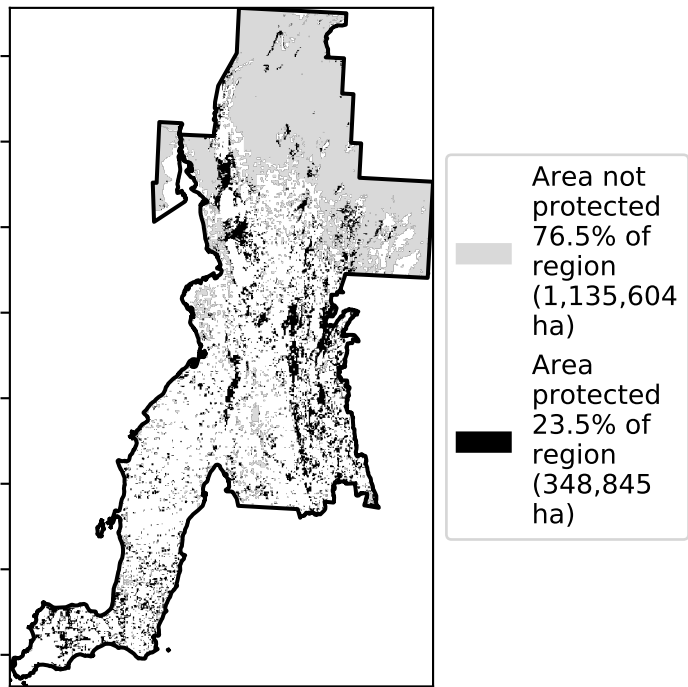 Area not
protected
76.5% of
region
(1,135,604
ha)
Area
protected
23.5% of
region
(348,845
ha)